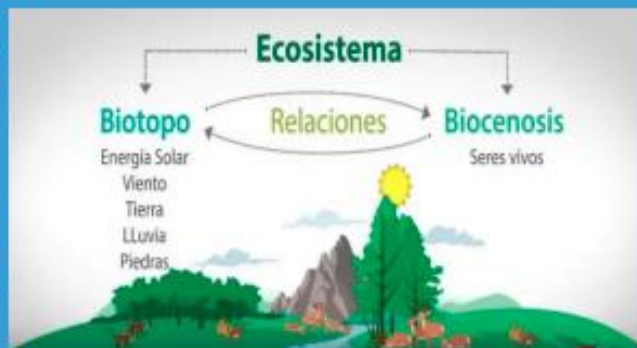 Ecosistema
Biotopo
Relaciones
Biocenosis
Energía Solar
Viento
Tierra
LLuvia
Piedras
Seres vivos